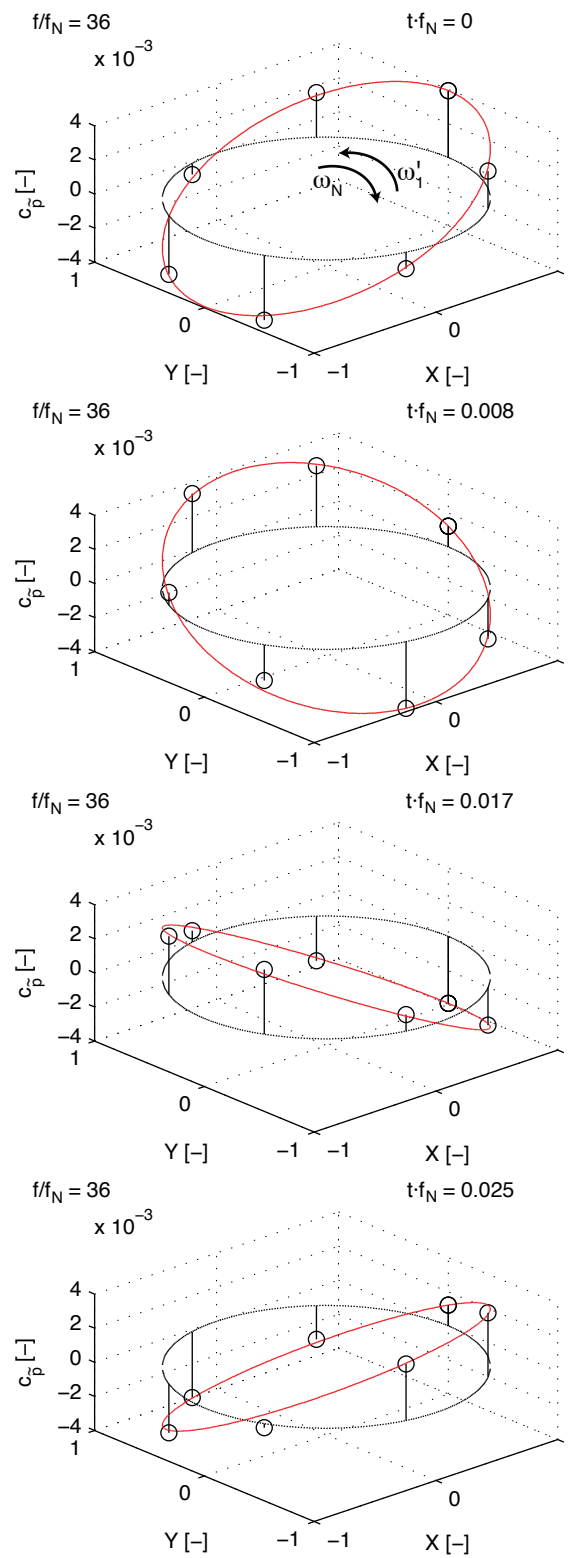 f/f_N = 36 t·f_N = 0
x 10^−3
4
2
0
−2
−4
c_p̃ [−]
ω_N ω'_1
1
0
−1
Y [−]
−1
0
X [−]
f/f_N = 36 t·f_N = 0.008
x 10^−3
4
2
0
−2
−4
c_p̃ [−]
1
0
−1
Y [−]
−1
0
X [−]
f/f_N = 36 t·f_N = 0.017
x 10^−3
4
2
0
−2
−4
c_p̃ [−]
1
0
−1
Y [−]
−1
0
X [−]
f/f_N = 36 t·f_N = 0.025
x 10^−3
4
2
0
−2
−4
c_p̃ [−]
1
0
−1
Y [−]
−1
0
X [−]